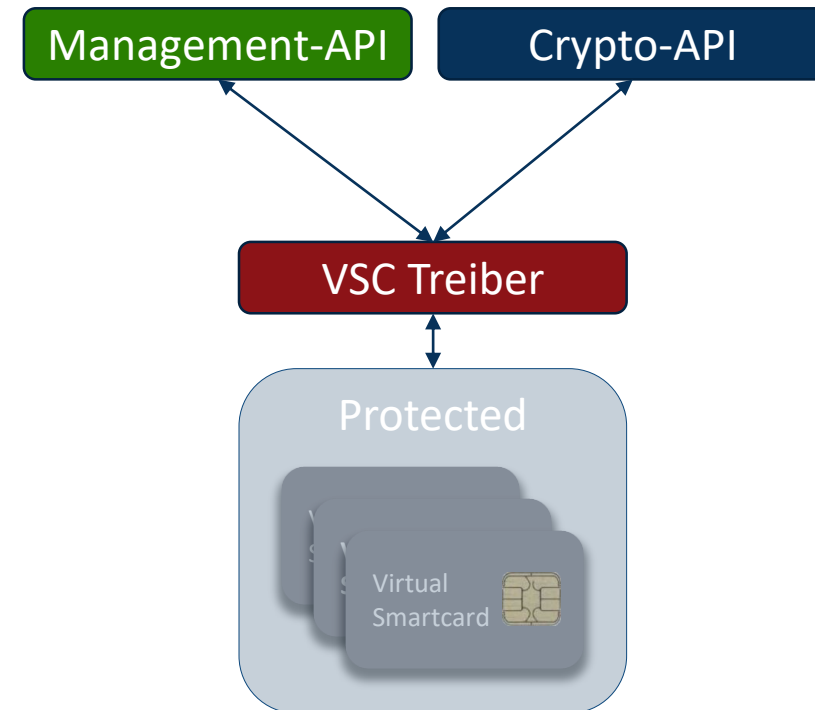 Management-API
Crypto-API
VSC Treiber
Protected
Virtual
Smartcard